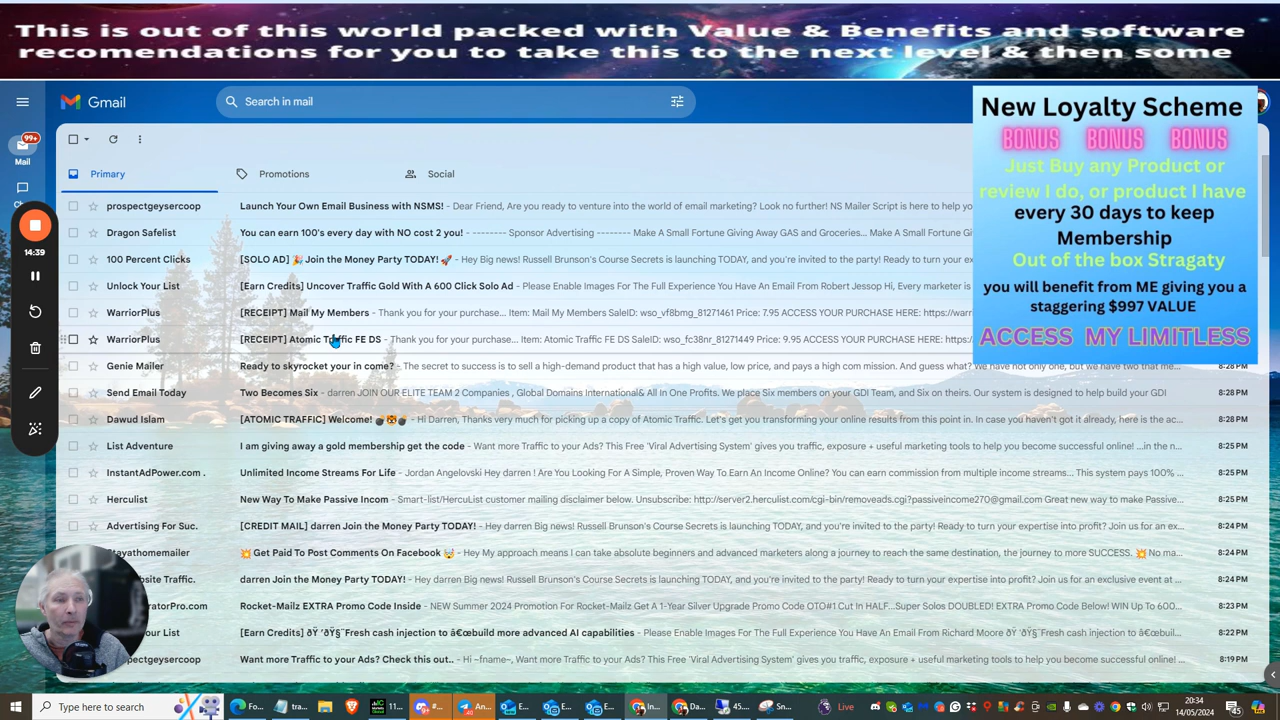 This is out of this world packed with Value & Benefits and software
recomendations for you to take this to the next level & then some
Gmail
Search in mail
99+
Mail
14:39
Primary
Promotions
Social
prospectgeysercoop Launch Your Own Email Business with NSMS! - Dear Friend, Are you ready to venture into the world of email marketing? Look no further! NS Mailer Script is here to help yo
Dragon Safelist You can earn 100's every day with NO cost 2 you! - -------- Sponsor Advertising -------- Make A Small Fortune Giving Away GAS and Groceries... Make A Small Fortune Gi
100 Percent Clicks [SOLO AD] 🎉Join the Money Party TODAY! 🚀 - Hey Big news! Russell Brunson's Course Secrets is launching TODAY, and you're invited to the party! Ready to turn your expertise into
Unlock Your List [Earn Credits] Uncover Traffic Gold With A 600 Click Solo Ad - Please Enable Images For The Full Experience You Have An Email From Robert Jessop Hi, Every marketer is
WarriorPlus [RECEIPT] Mail My Members - Thank you for your purchase... Item: Mail My Members SaleID: wso_vf8bmg_81271461 Price: 7.95 ACCESS YOUR PURCHASE HERE: https://warr
WarriorPlus [RECEIPT] Atomic Traffic FE DS - Thank you for your purchase... Item: Atomic Traffic FE DS SaleID: wso_fc38nr_81271449 Price: 9.95 ACCESS YOUR PURCHASE HERE: https:/
Genie Mailer Ready to skyrocket your in come? - The secret to success is to sell a high-demand product that has a high value, low price, and pays a high com mission. And guess what? We have not only one, but we have two that me... 8:28 PM
Send Email Today Two Becomes Six - darren JOIN OUR ELITE TEAM 2 Companies , Global Domains International& All In One Profits. We place Six members on your GDI Team, and Six on theirs. Our system is designed to help build your GDI 8:28 PM
Dawud Islam [ATOMIC TRAFFIC] Welcome! 💣🐯💣 - Hi Darren, Thanks very much for picking up a copy of Atomic Traffic. Let's get you transforming your online results from this point in. In case you haven't got it already, here is the ac... 8:28 PM
List Adventure I am giving away a gold membership get the code - Want more Traffic to your Ads? This Free 'Viral Advertising System' gives you traffic, exposure + useful marketing tools to help you become successful online! ...in the n... 8:25 PM
InstantAdPower.com . Unlimited Income Streams For Life - Jordan Angelovski Hey darren ! Are You Looking For A Simple, Proven Way To Earn An Income Online? You can earn commission from multiple income streams... This system pays 100% ... 8:25 PM
Herculist New Way To Make Passive Incom - Smart-list/HercuList customer mailing disclaimer below. Unsubscribe: http://server2.herculist.com/cgi-bin/removeads.cgi?passiveincome270@gmail.com Great new way to make Passive... 8:25 PM
Advertising For Suc. [CREDIT MAIL] darren Join the Money Party TODAY! - Hey darren Big news! Russell Brunson's Course Secrets is launching TODAY, and you're invited to the party! Ready to turn your expertise into profit? Join us for an ex... 8:24 PM
Stayathomemailer 💥 Get Paid To Post Comments On Facebook 🤯 - Hey My approach means I can take absolute beginners and advanced marketers along a journey to reach the same destination, the journey to more SUCCESS. 💥 No ma... 8:24 PM
site Traffic. darren Join the Money Party TODAY! - Hey darren Big news! Russell Brunson's Course Secrets is launching TODAY, and you're invited to the party! Ready to turn your expertise into profit? Join us for an exclusive event at ... 8:24 PM
ratorPro.com Rocket-Mailz EXTRA Promo Code Inside - NEW Summer 2024 Promotion For Rocket-Mailz Get A 1-Year Silver Upgrade Promo Code OTO#1 Cut In HALF...Super Solos DOUBLED! EXTRA Promo Code Below! WIN Up To 600... 8:23 PM
our List [Earn Credits] ðŸ 'ðŸ§¨Fresh cash injection to â€œbuild more advanced AI capabilities - Please Enable Images For The Full Experience You Have An Email From Richard Moore ðŸ 'ðŸ§¨Fresh cash injection to â€œbuil... 8:22 PM
pectgeysercoop Want more Traffic to your Ads? Check this out.. - Hi ~fname~, Want more Traffic to your Ads? This Free 'Viral Advertising System' gives you traffic, exposure + useful marketing tools to help you become successful online! ... 8:19 PM
New Loyalty Scheme
BONUS BONUS BONUS
Just Buy any Product or
review I do, or product I have
every 30 days to keep
Membership
Out of the box Stragaty
you will benefit from ME giving you a
staggering $997 VALUE
ACCESS MY LIMITLESS
Type here to search
Fo...
tra...
11...
#...
An...
E...
E...
E...
In...
Da...
45...
Sn...
Live
20:34
14/05/2024